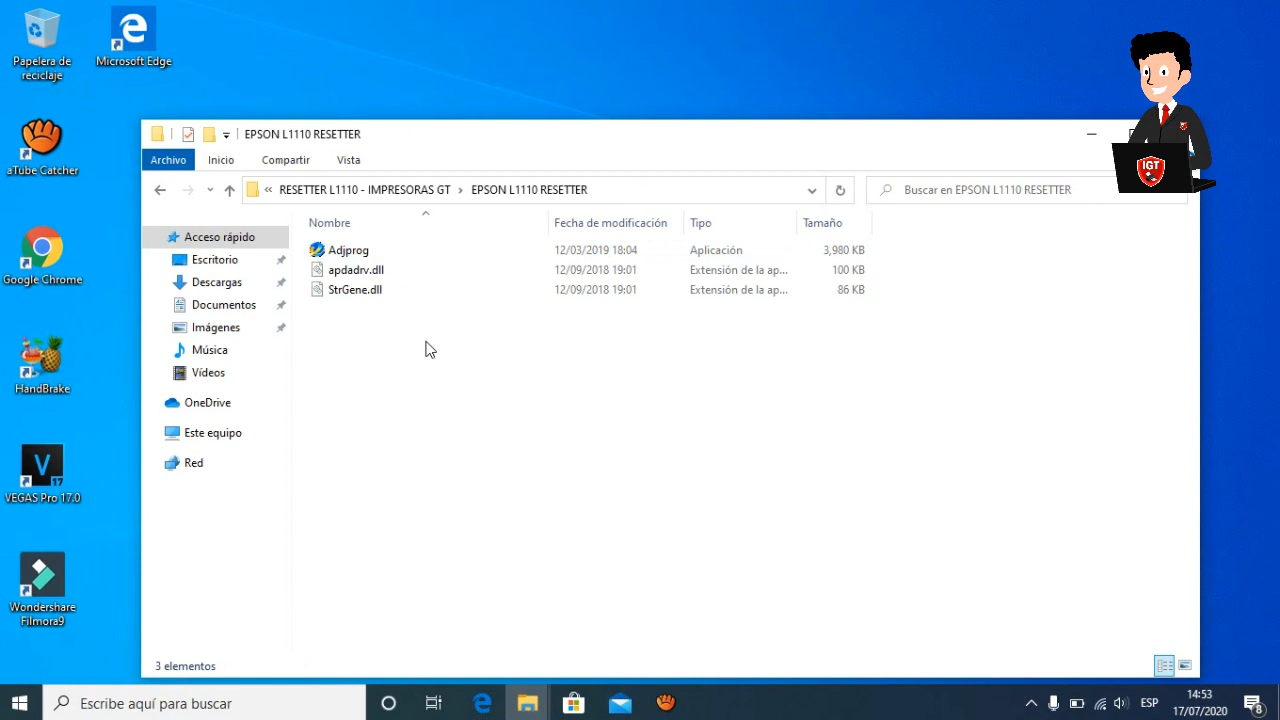 Papelera de
reciclaje
Microsoft Edge
aTube Catcher
Google Chrome
HandBrake
V
17
VEGAS Pro 17.0
Wondershare
Filmora9
EPSON L1110 RESETTER
Archivo Inicio Compartir Vista
« RESETTER L1110 - IMPRESORAS GT > EPSON L1110 RESETTER
Buscar en EPSON L1110 RESETTER
IGT
Nombre Fecha de modificación Tipo Tamaño
Adjprog 12/03/2019 18:04 Aplicación 3,980 KB
apdadrv.dll 12/09/2018 19:01 Extensión de la ap... 100 KB
StrGene.dll 12/09/2018 19:01 Extensión de la ap... 86 KB
Acceso rápido
Escritorio
Descargas
Documentos
Imágenes
Música
Vídeos
OneDrive
Este equipo
Red
3 elementos
Escribe aquí para buscar
ESP
14:53
17/07/2020
8